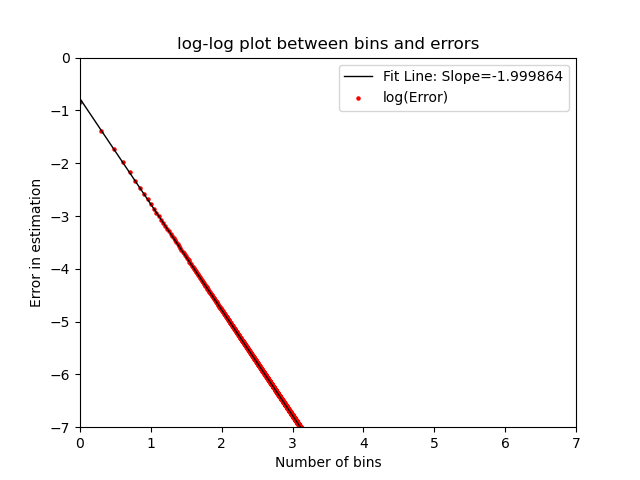 log-log plot between bins and errors
Fit Line: Slope=-1.999864
log(Error)
Error in estimation
0
−1
−2
−3
−4
−5
−6
−7
0 1 2 3 4 5 6 7
Number of bins